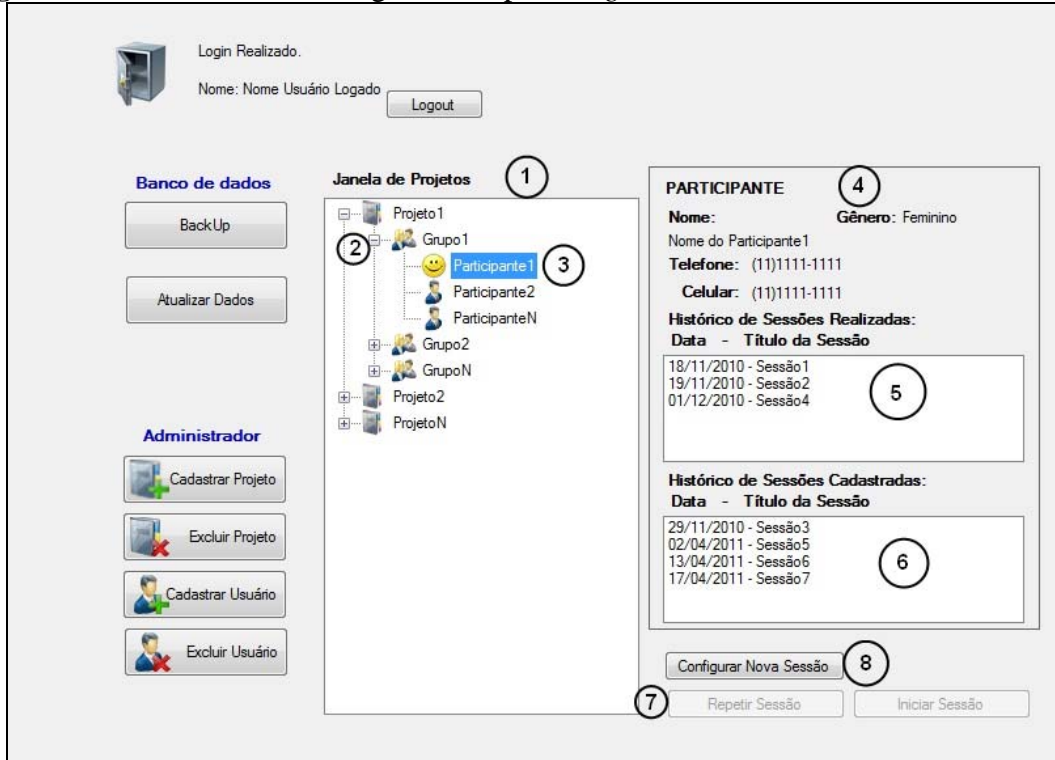 Login Realizado.
Nome: Nome Usuário Logado
Logout
Banco de dados
BackUp
Atualizar Dados
Administrador
Cadastrar Projeto
Excluir Projeto
Cadastrar Usuário
Excluir Usuário
Janela de Projetos
1
Projeto1
2
Grupo1
Participante1
3
Participante2
ParticipanteN
Grupo2
GrupoN
Projeto2
ProjetoN
PARTICIPANTE
4
Nome: Gênero: Feminino
Nome do Participante1
Telefone: (11)1111-1111
Celular: (11)1111-1111
Histórico de Sessões Realizadas:
Data - Título da Sessão
18/11/2010 - Sessão1
19/11/2010 - Sessão2
01/12/2010 - Sessão4
5
Histórico de Sessões Cadastradas:
Data - Título da Sessão
29/11/2010 - Sessão3
02/04/2011 - Sessão5
13/04/2011 - Sessão6
17/04/2011 - Sessão7
6
Configurar Nova Sessão
8
7
Repetir Sessão
Iniciar Sessão